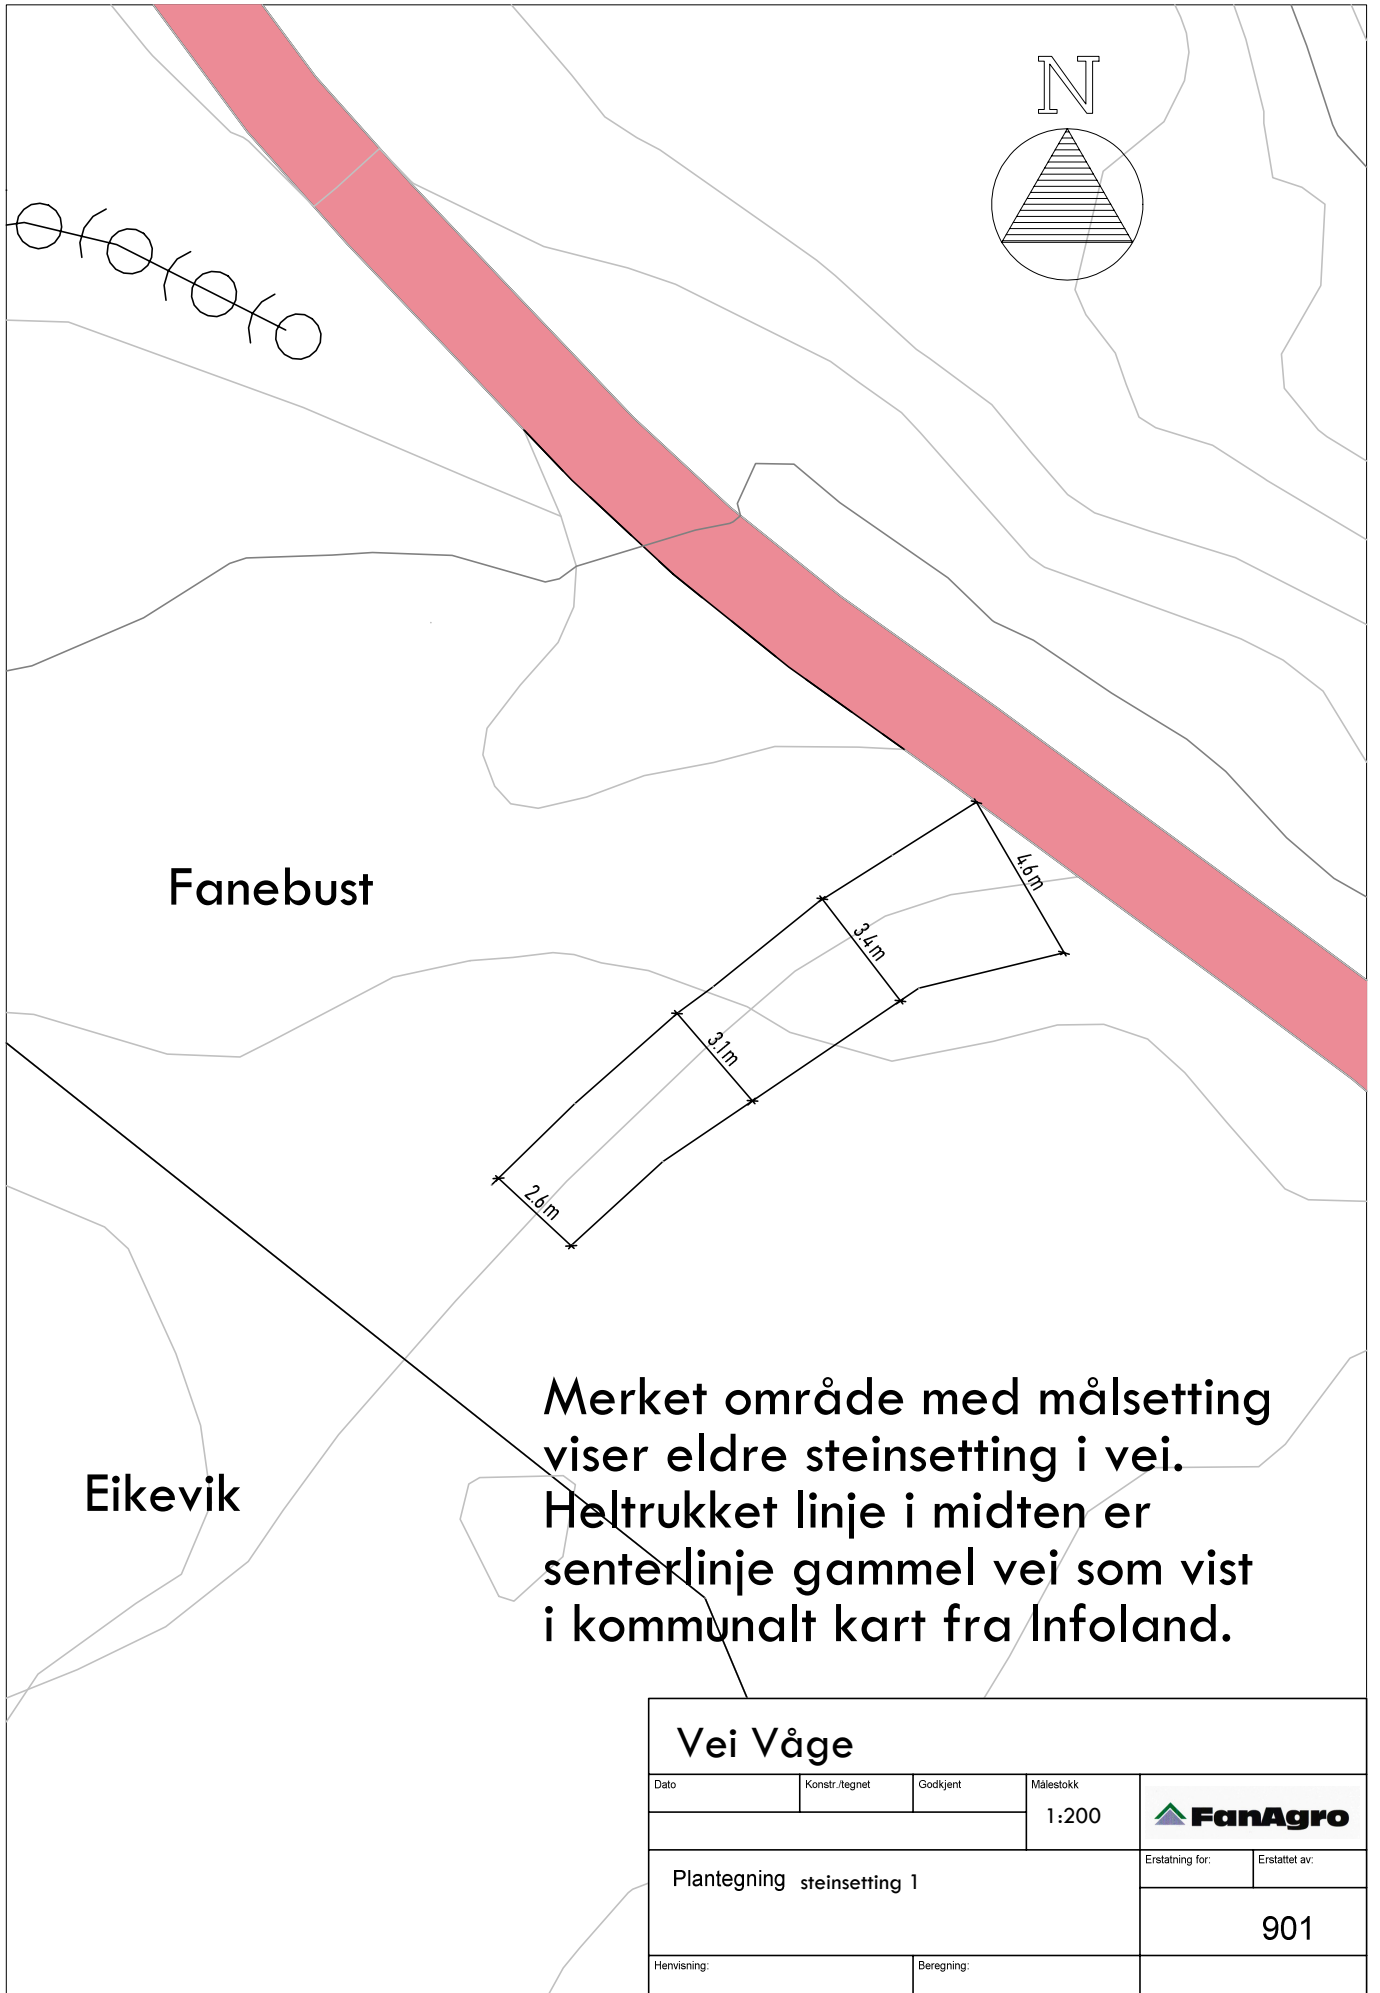 N
4.6m
3.4m
Fanebust
3.1m
2.6m
Merket område med målsetting
viser eldre steinsetting i vei.
Eikevik
Heltrukket linje i midten er
senterlinje gammel vei som vist
i kommunalt kart fra Infoland.
Vei Våge
Dato
Konstr./tegnet
Godkjent
Målestokk
1:200
FanAgro
Plantegning steinsetting 1
Erstatning for:
Erstattet av:
901
Henvisning:
Beregning: